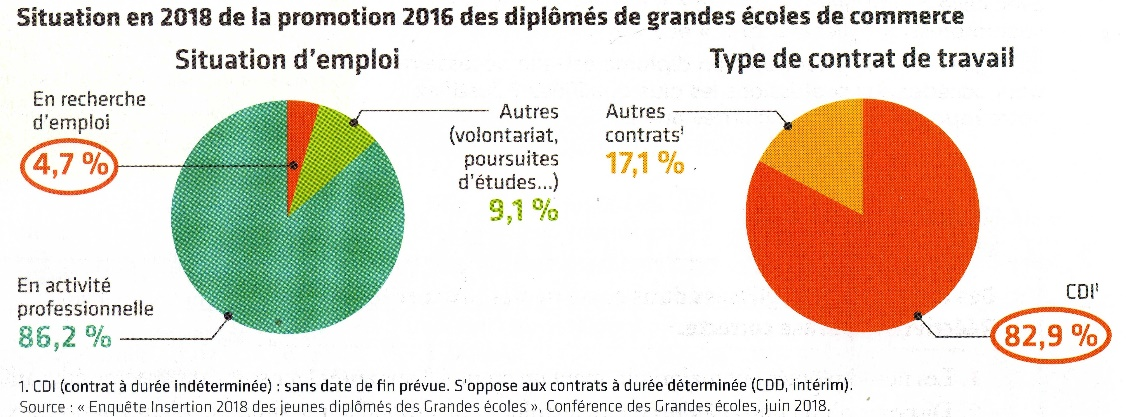 Situation en 2018 de la promotion 2016 des diplômés de grandes écoles de commerce
Situation d'emploi
En recherche
d'emploi
4,7 %
Autres
(volontariat,
poursuites
d'études...)
9,1 %
En activité
professionnelle
86,2 %
Type de contrat de travail
Autres
contrats¹
17,1 %
CDI¹
82,9 %
1. CDI (contrat à durée indéterminée) : sans date de fin prévue. S'oppose aux contrats à durée déterminée (CDD, intérim).
Source : « Enquête Insertion 2018 des jeunes diplômés des Grandes écoles », Conférence des Grandes écoles, juin 2018.